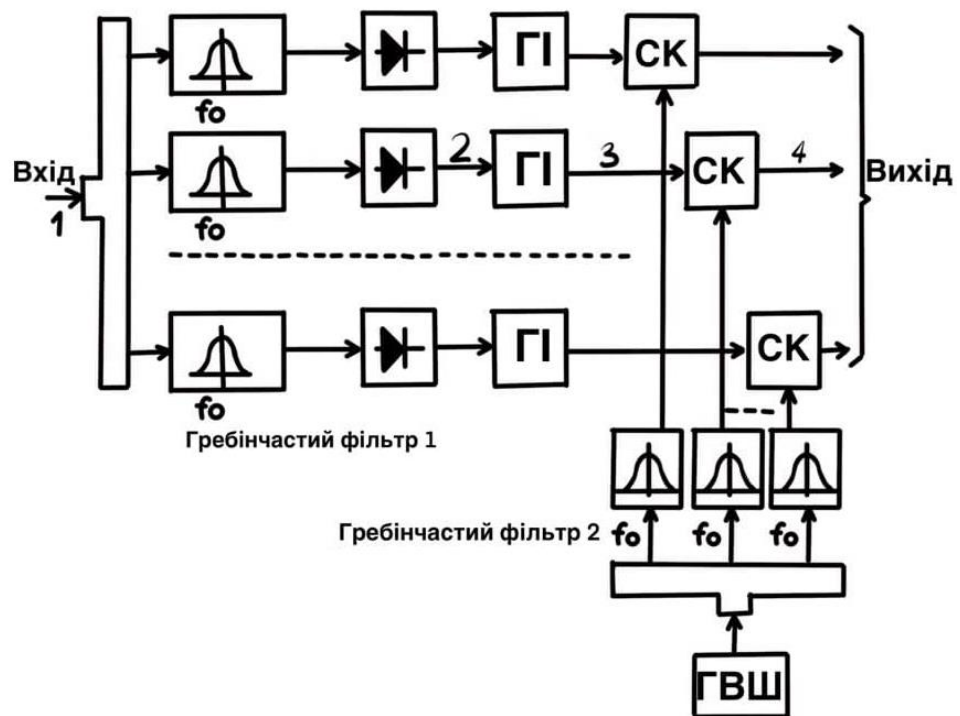 ГІ
СК
fo
Вхід
1
2
ГІ
3
СК
4
Вихід
fo
ГІ
СК
fo
Гребінчастий фільтр 1
Гребінчастий фільтр 2
fo
fo
fo
ГВШ